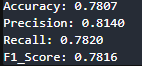 Accuracy: 0.7807
Precision: 0.8140
Recall: 0.7820
F1_Score: 0.7816